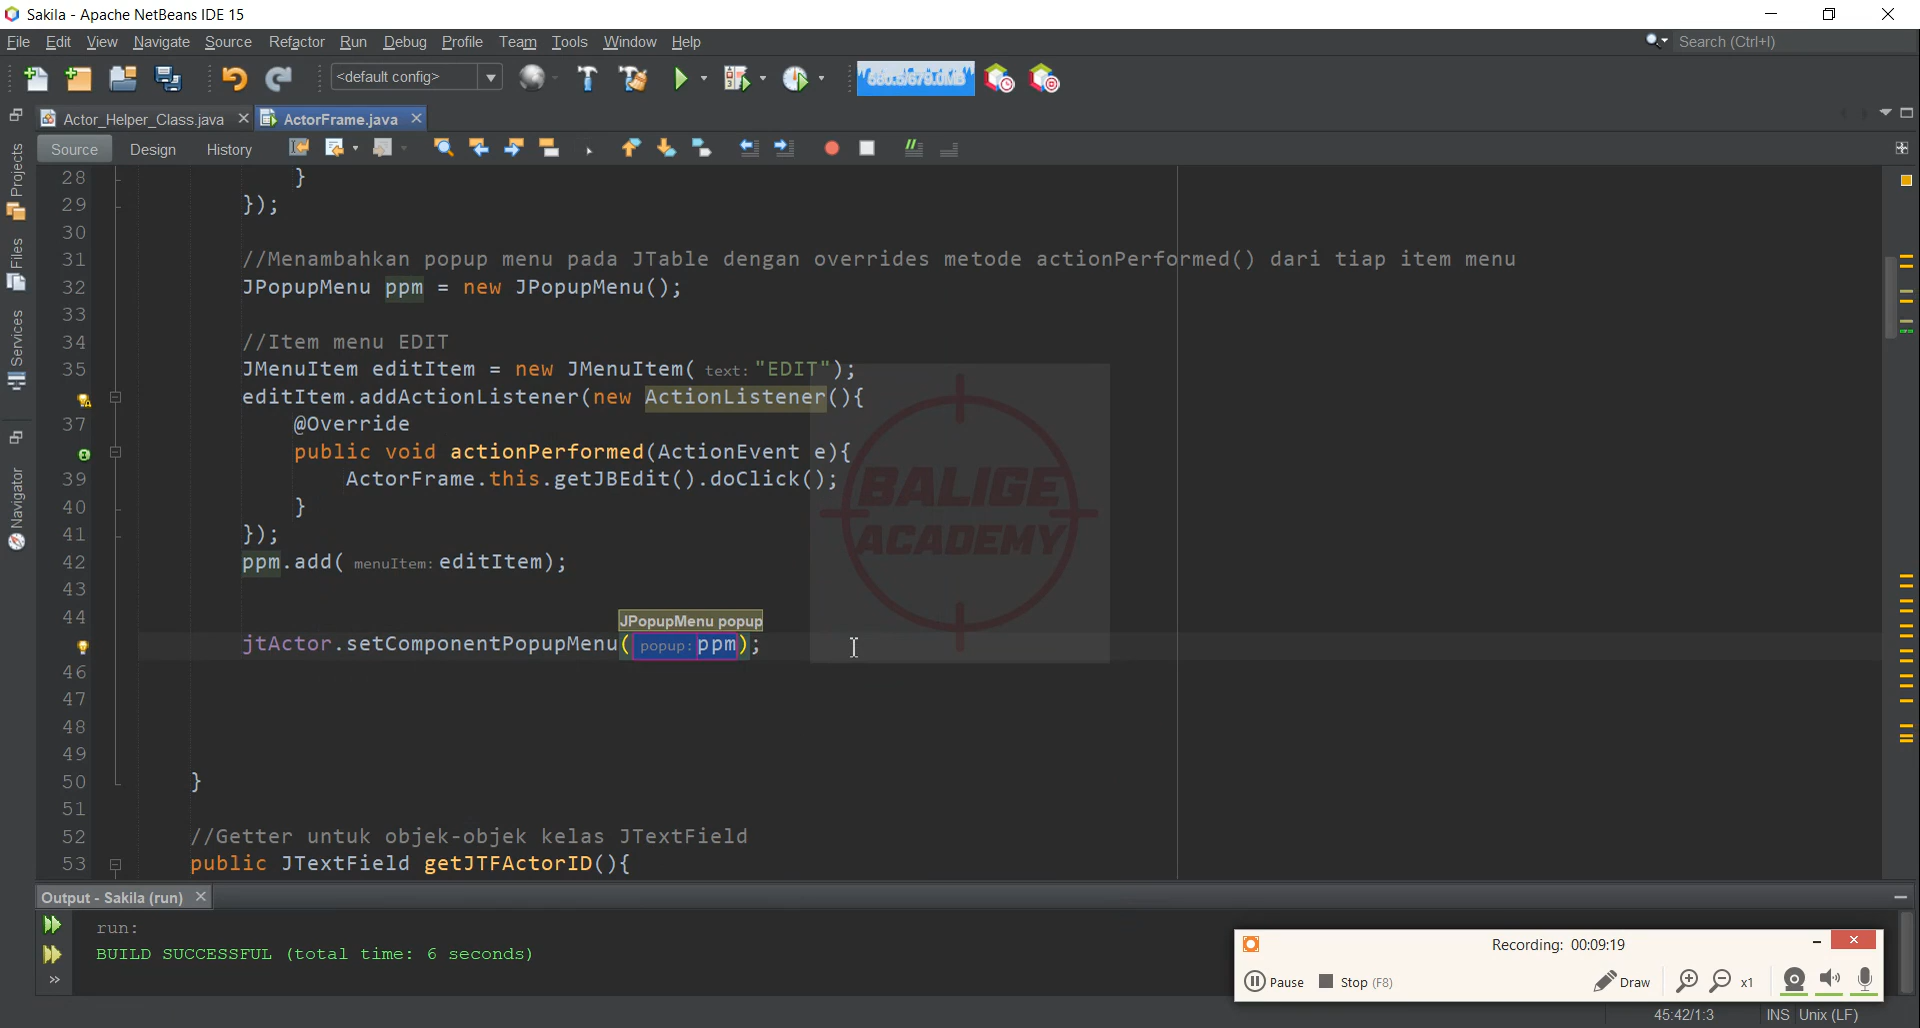 Sakila - Apache NetBeans IDE 15
File Edit View Navigate Source Refactor Run Debug Profile Team Tools Window Help
Search (Ctrl+I)
<default config>
Actor_Helper_Class.java ActorFrame.java
Source Design History
Projects
Files
Services
Navigator
28 }
29 });
30
31 //Menambahkan popup menu pada JTable dengan overrides metode actionPerformed() dari tiap item menu
32 JPopupMenu ppm = new JPopupMenu();
33
34 //Item menu EDIT
35 JMenuItem editItem = new JMenuItem( text: "EDIT");
editItem.addActionListener(new ActionListener(){
37 @Override
public void actionPerformed(ActionEvent e){
39 ActorFrame.this.getJBEdit().doClick();
40 }
41 });
42 ppm.add( menuItem: editItem);
43
44
JPopupMenu popup
jtActor.setComponentPopupMenu( popup: ppm);
46
47
48
49
50 }
51
52 //Getter untuk objek-objek kelas JTextField
53 public JTextField getJTFActorID(){
BALIGE
ACADEMY
Output - Sakila (run)
run:
BUILD SUCCESSFUL (total time: 6 seconds)
Recording: 00:09:19
Pause Stop (F8) Draw x1
45:42/1:3 INS Unix (LF)